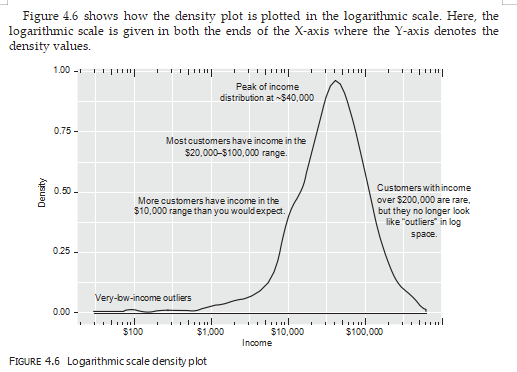 Figure 4.6 shows how the density plot is plotted in the logarithmic scale. Here, the
logarithmic scale is given in both the ends of the X-axis where the Y-axis denotes the
density values.
1.00
Peak of income
distribution at ~$40,000
0.75
Most customers have income in the
$20,000–$100,000 range.
Density
0.50
Customers with income
over $200,000 are rare,
but they no longer look
like "outliers" in log
space.
More customers have income in the
$10,000 range than you would expect.
0.25
Very-low-income outliers
0.00
$100
$1,000
$10,000
$100,000
Income
FIGURE 4.6 Logarithmic scale density plot